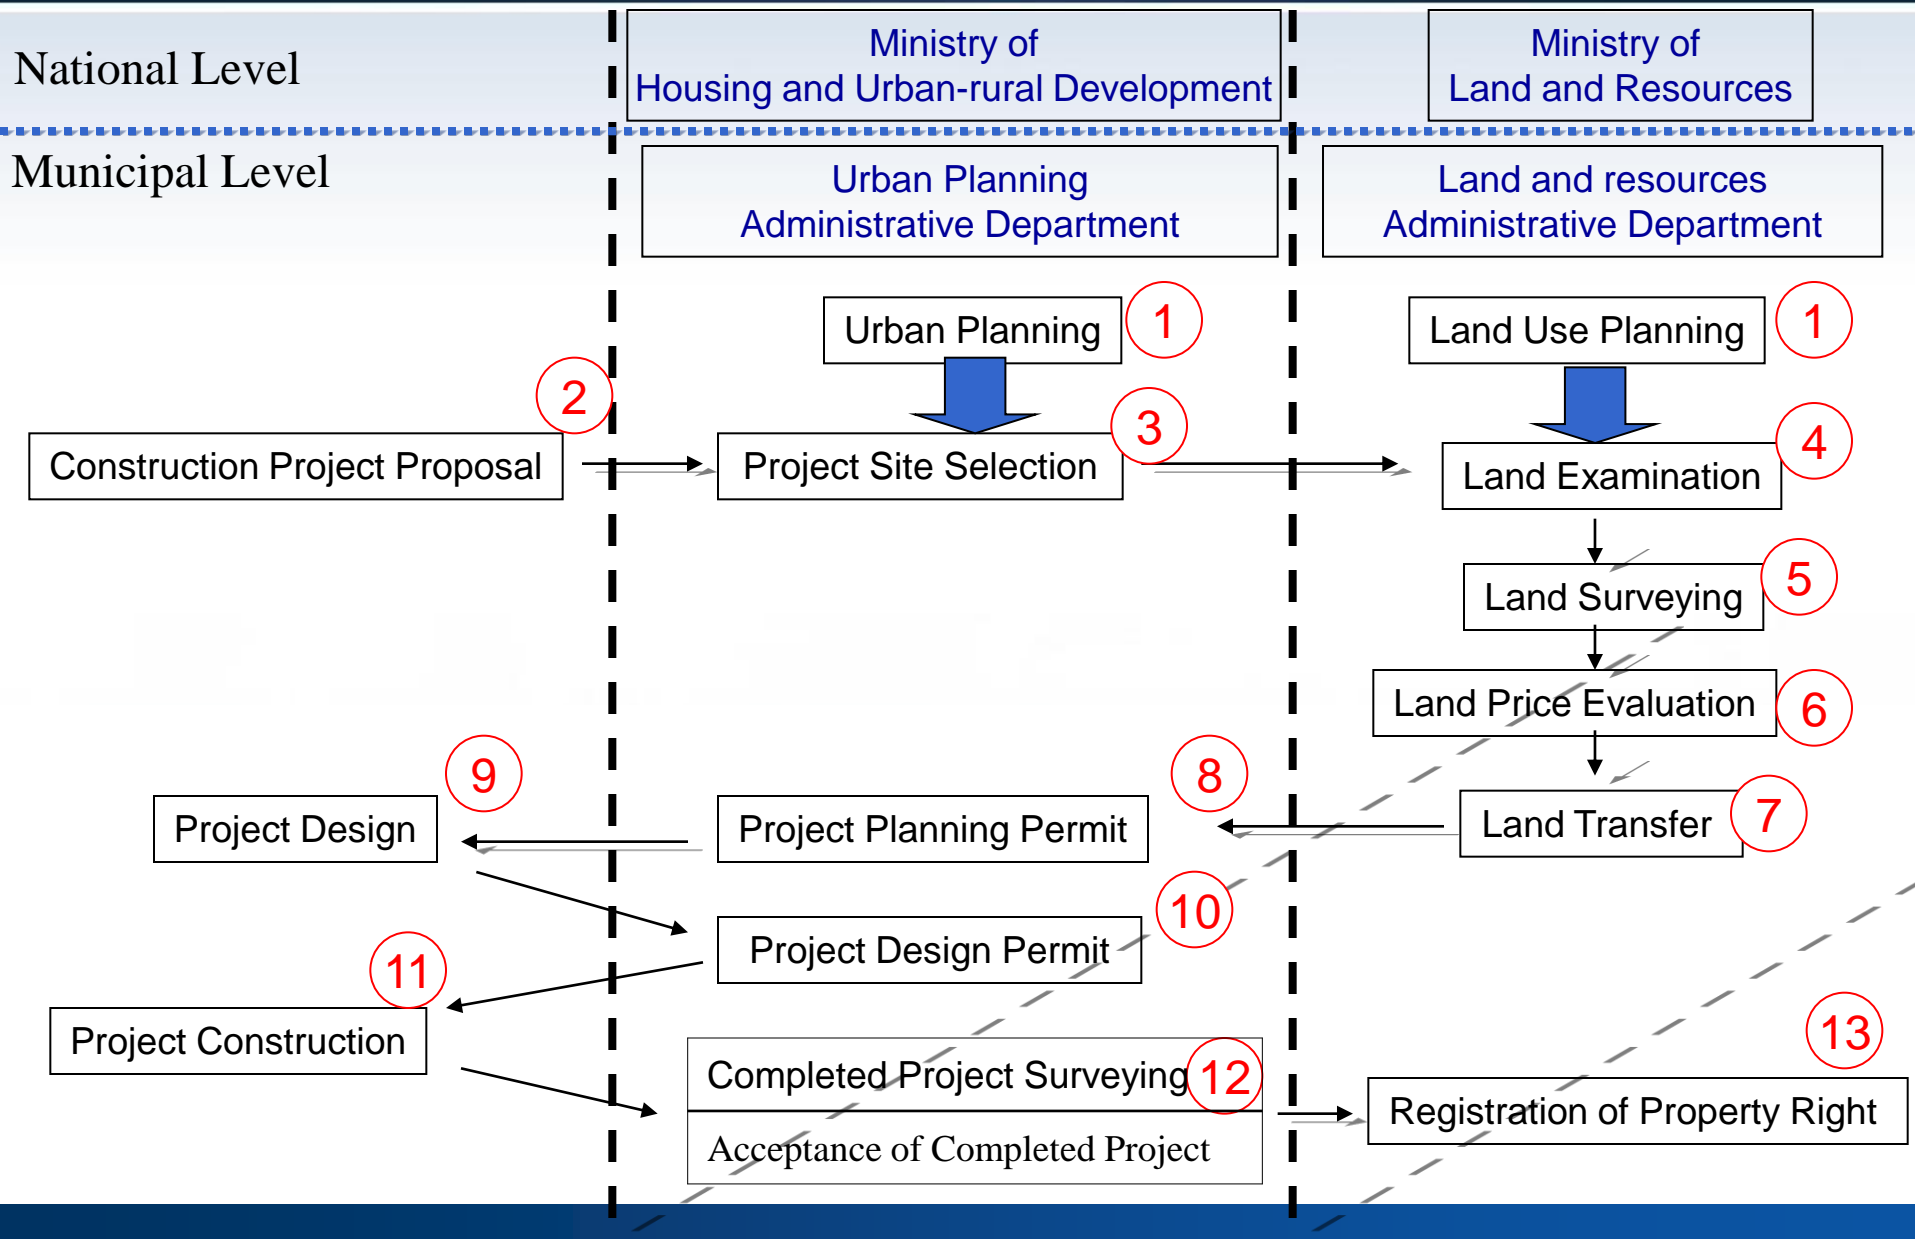 National Level
Ministry of
Housing and Urban-rural Development
Ministry of
Land and Resources
Municipal Level
Urban Planning
Administrative Department
Land and resources
Administrative Department
Urban Planning
1
Land Use Planning
1
2
Construction Project Proposal
3
Project Site Selection
4
Land Examination
5
Land Surveying
6
Land Price Evaluation
7
Land Transfer
8
Project Planning Permit
9
Project Design
10
Project Design Permit
11
Project Construction
12
Completed Project Surveying
Acceptance of Completed Project
13
Registration of Property Right